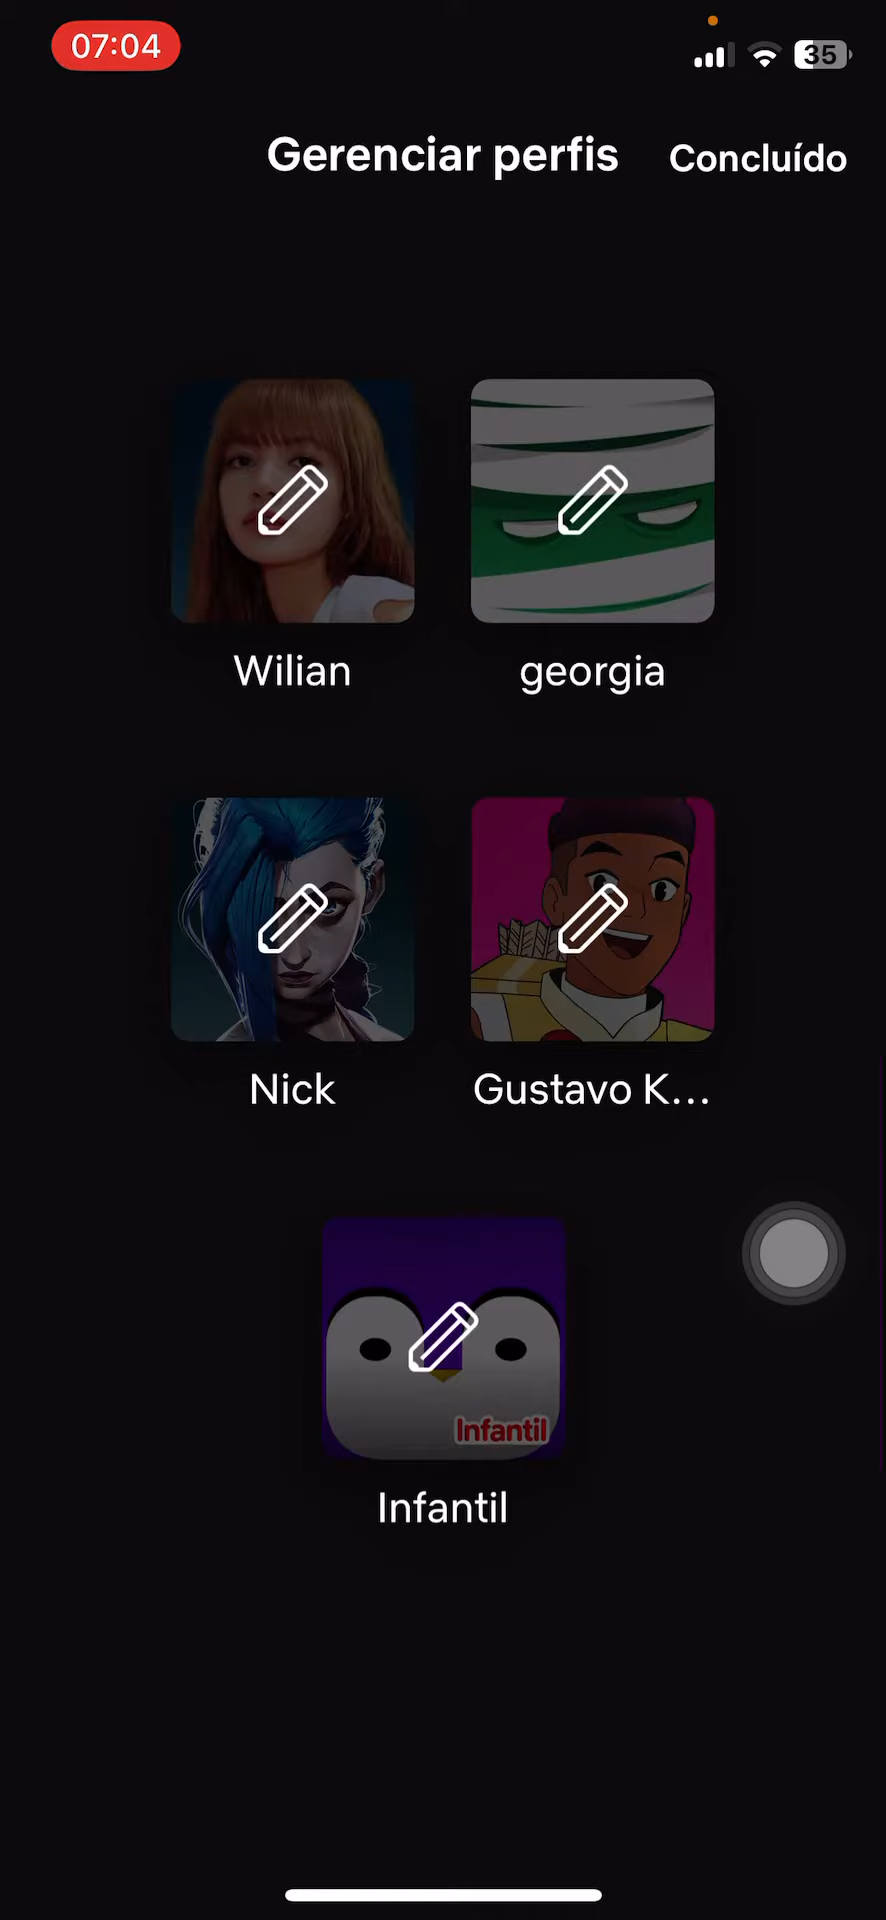 07:04
35
Gerenciar perfis
Concluído
Wilian
georgia
Nick
Gustavo K...
Infantil
Infantil